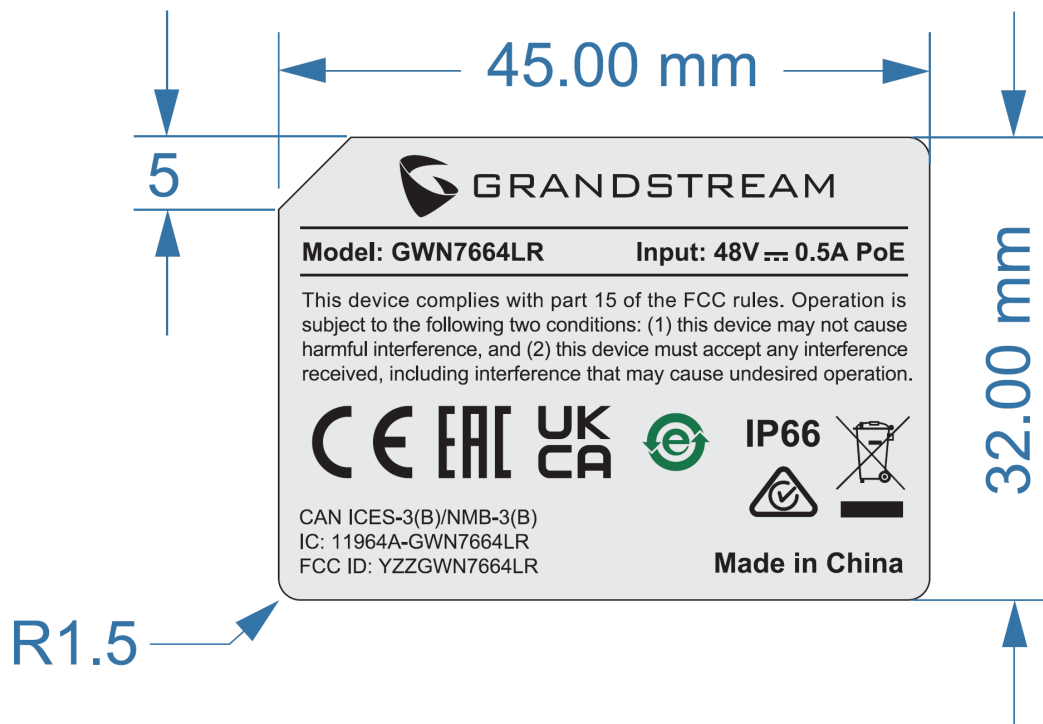 45.00 mm
5
GRANDSTREAM
Model: GWN7664LR Input: 48V ⎓ 0.5A PoE
This device complies with part 15 of the FCC rules. Operation is
subject to the following two conditions: (1) this device may not cause
harmful interference, and (2) this device must accept any interference
received, including interference that may cause undesired operation.
CE EAC UK
CA
e
IP66
CAN ICES-3(B)/NMB-3(B)
IC: 11964A-GWN7664LR
FCC ID: YZZGWN7664LR
Made in China
32.00 mm
R1.5